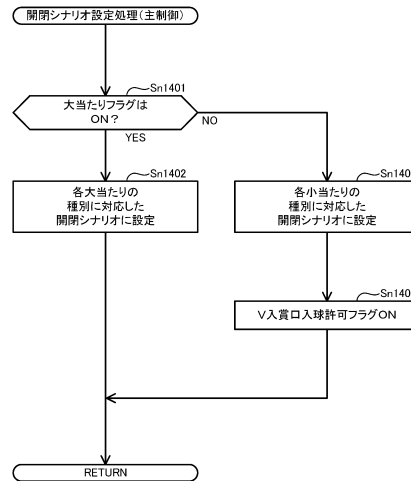 開閉シナリオ設定処理(主制御)
Sn1401
大当たりフラグは
ON?
NO
YES
Sn1402
各大当たりの
種別に対応した
開閉シナリオに設定
Sn140
各小当たりの
種別に対応した
開閉シナリオに設定
Sn140
V入賞口入球許可フラグON
RETURN